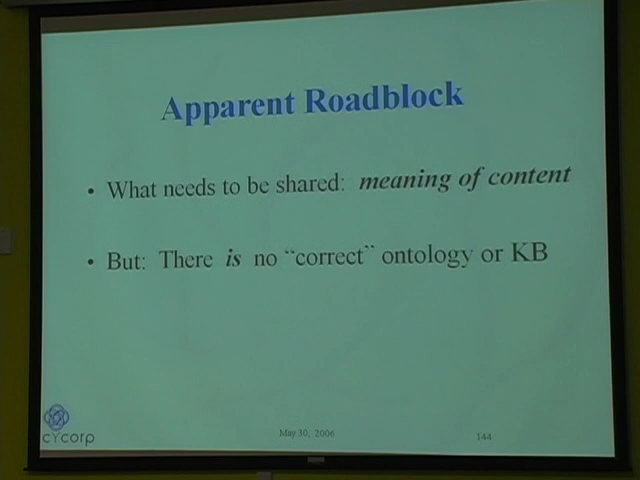 Apparent Roadblock
• What needs to be shared: meaning of content
• But: There is no “correct” ontology or KB
cycorp
May 30, 2006
144